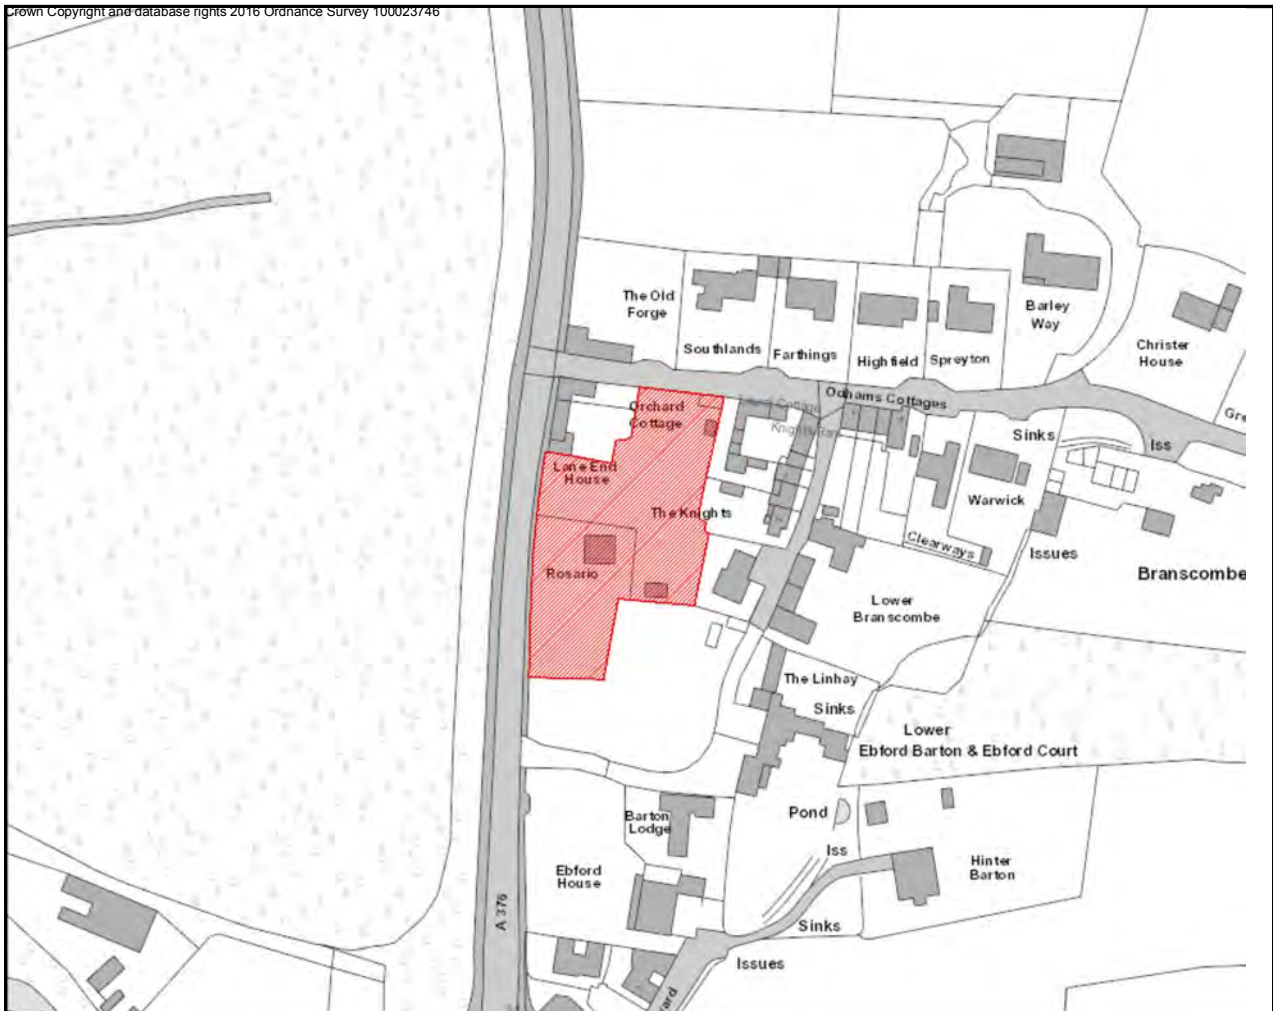 Crown Copyright and database rights 2016 Ordnance Survey 100023746
The Old
Forge
Southlands
Farthings
Highfield
Spreyton
Barley
Way
Christer
House
Odhams Cottages
Orchard
Cottage
Cottage
Sinks
Iss
Lane End
House
Warwick
The Knights
Clearways
Issues
Branscombe
Rosario
Lower
Branscombe
The Linhay
Sinks
Lower
Ebford Barton & Ebford Court
Pond
Barton
Lodge
Iss
Ebford
House
Hinter
Barton
A 376
Sinks
Issues